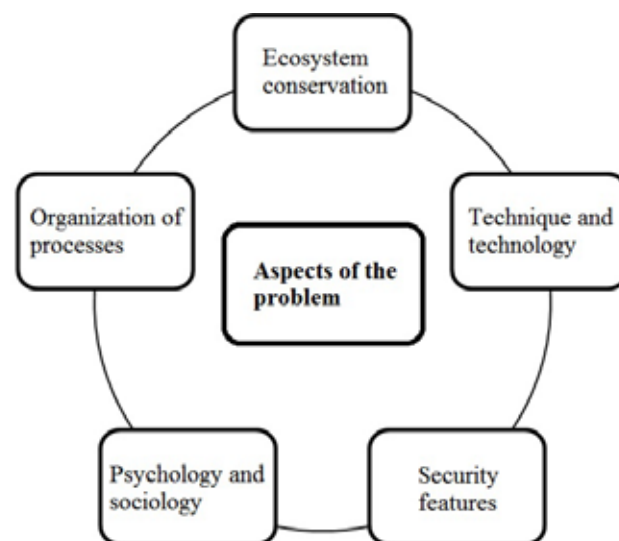 Ecosystem
conservation
Organization of
processes
Technique and
technology
Aspects of the
problem
Psychology and
sociology
Security
features